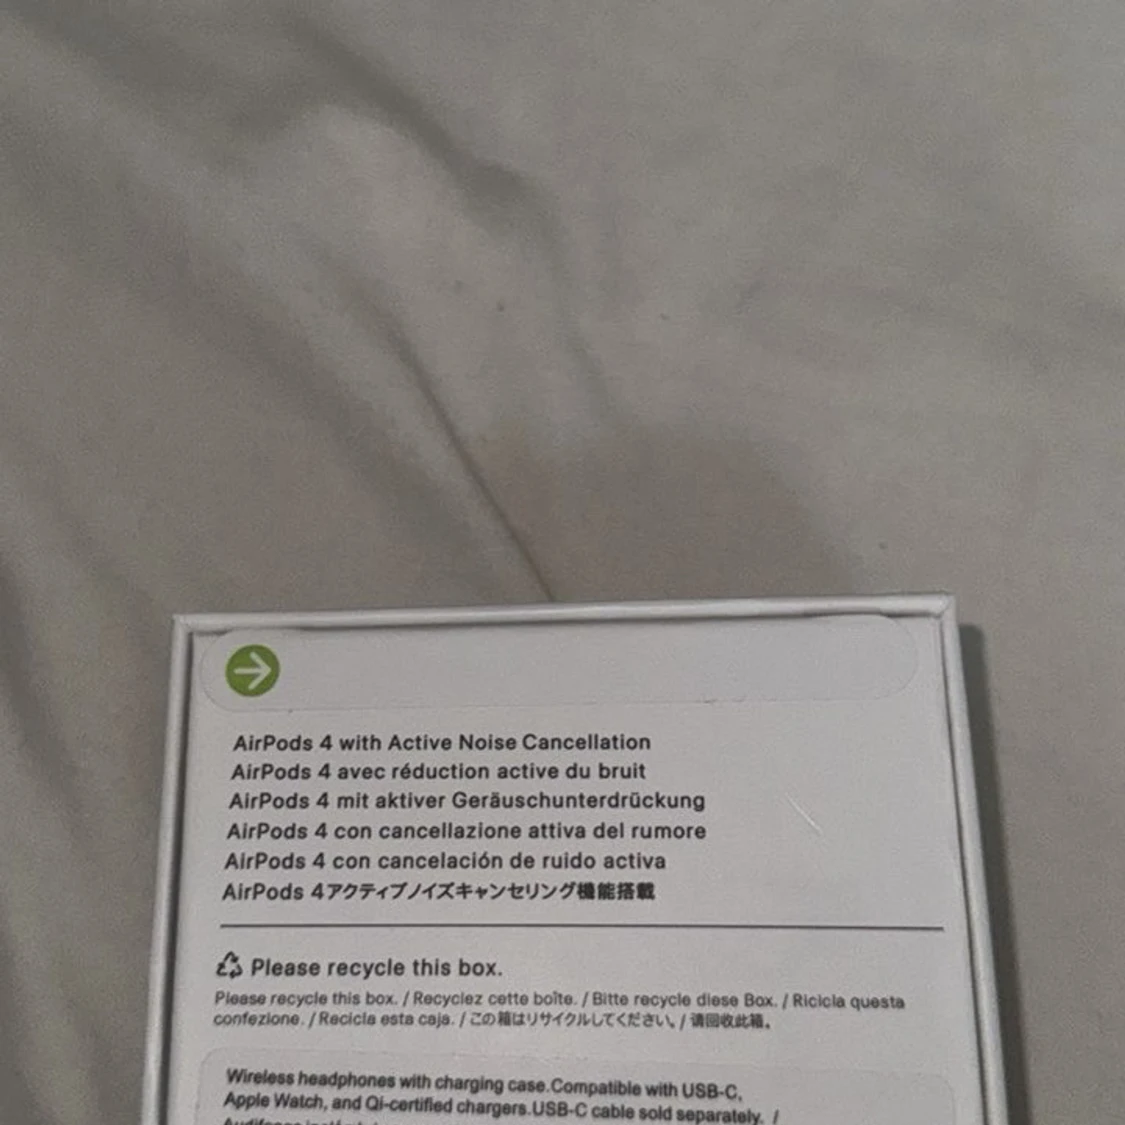 AirPods 4 with Active Noise Cancellation
AirPods 4 avec réduction active du bruit
AirPods 4 mit aktiver Geräuschunterdrückung
AirPods 4 con cancellazione attiva del rumore
AirPods 4 con cancelación de ruido activa
AirPods 4アクティブノイズキャンセリング機能搭載
Please recycle this box.
Please recycle this box. / Recyclez cette boîte. / Bitte recycle diese Box. / Ricicla questa
confezione. / Recicla esta caja. / この箱はリサイクルしてください。/ 请回收此箱。
Wireless headphones with charging case.Compatible with USB-C,
Apple Watch, and Qi-certified chargers.USB-C cable sold separately. /